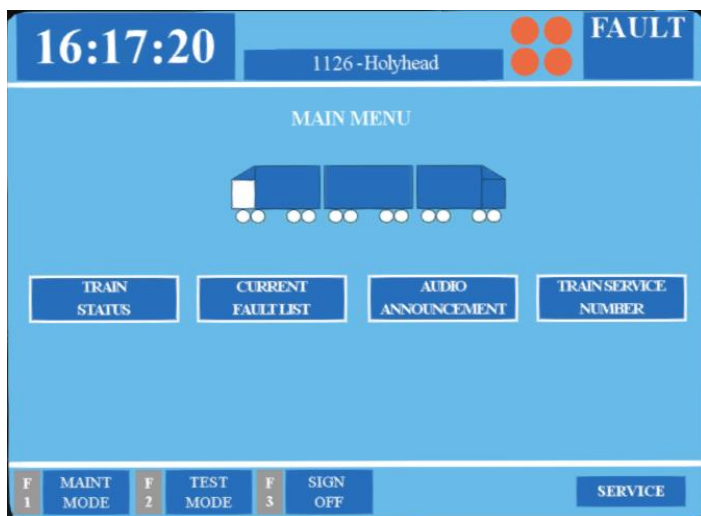 16:17:20
1126 - Holyhead
FAULT
MAIN MENU
TRAIN
STATUS
CURRENT
FAULT LIST
AUDIO
ANNOUNCEMENT
TRAIN SERVICE
NUMBER
F
1
MAINT
MODE
F
2
TEST
MODE
F
3
SIGN
OFF
SERVICE